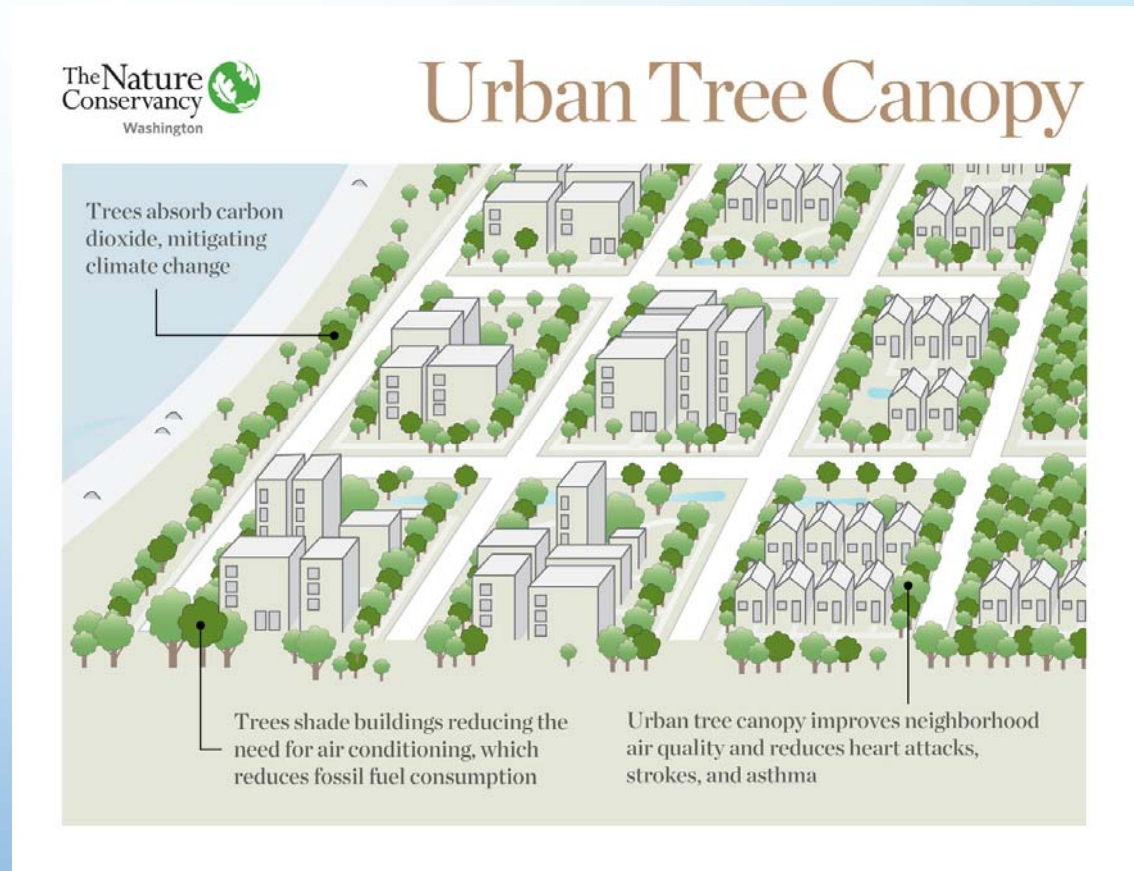 The Nature
Conservancy
Washington
Urban Tree Canopy
Trees absorb carbon
dioxide, mitigating
climate change
Trees shade buildings reducing the
need for air conditioning, which
reduces fossil fuel consumption
Urban tree canopy improves neighborhood
air quality and reduces heart attacks,
strokes, and asthma